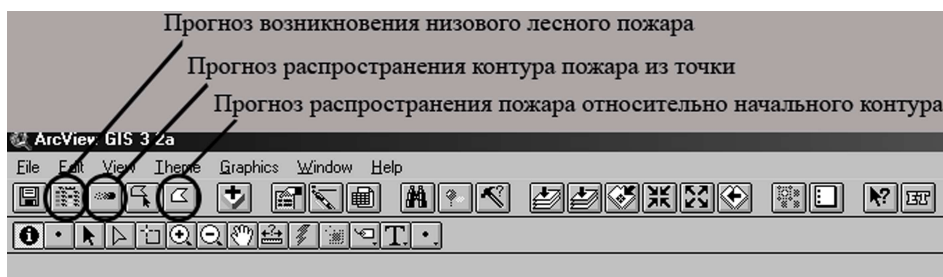 Прогноз возникновения низового лесного пожара
Прогноз распространения контура пожара из точки
Прогноз распространения пожара относительно начального контура
ArcView GIS 3.2a
File Edit View Theme Graphics Window Help